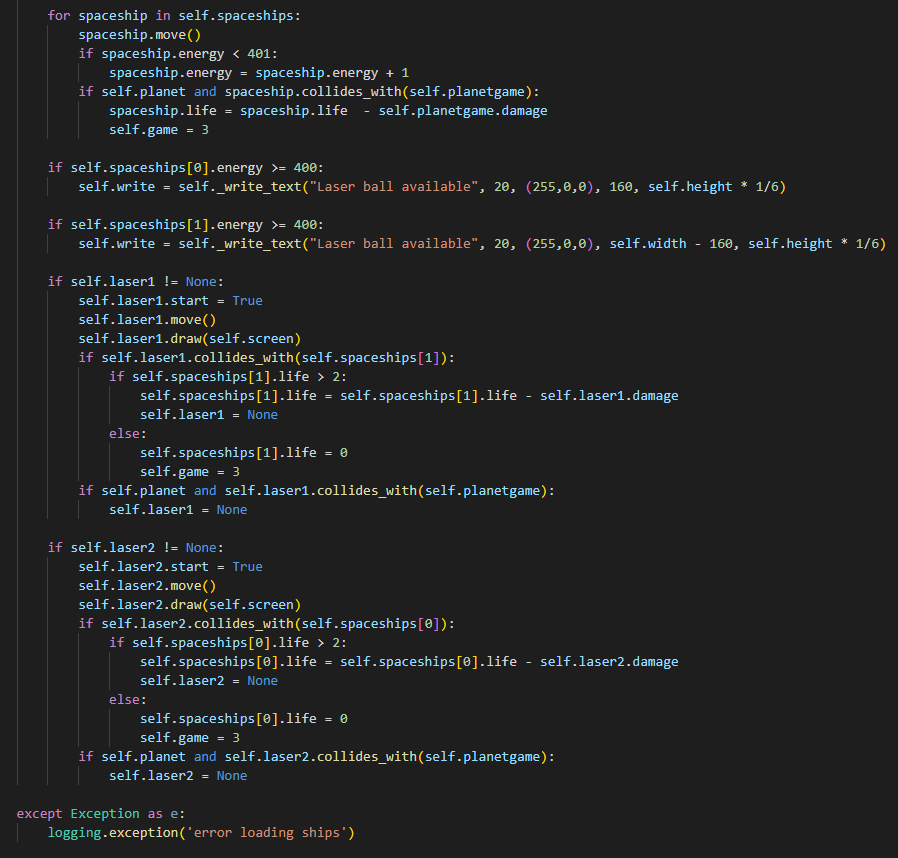 for spaceship in self.spaceships:
    spaceship.move()
    if spaceship.energy < 401:
        spaceship.energy = spaceship.energy + 1
    if self.planet and spaceship.collides_with(self.planetgame):
        spaceship.life = spaceship.life  - self.planetgame.damage
        self.game = 3

if self.spaceships[0].energy >= 400:
    self.write = self._write_text("Laser ball available", 20, (255,0,0), 160, self.height * 1/6)

if self.spaceships[1].energy >= 400:
    self.write = self._write_text("Laser ball available", 20, (255,0,0), self.width - 160, self.height * 1/6)

if self.laser1 != None:
    self.laser1.start = True
    self.laser1.move()
    self.laser1.draw(self.screen)
    if self.laser1.collides_with(self.spaceships[1]):
        if self.spaceships[1].life > 2:
            self.spaceships[1].life = self.spaceships[1].life - self.laser1.damage
            self.laser1 = None
        else:
            self.spaceships[1].life = 0
            self.game = 3
    if self.planet and self.laser1.collides_with(self.planetgame):
        self.laser1 = None

if self.laser2 != None:
    self.laser2.start = True
    self.laser2.move()
    self.laser2.draw(self.screen)
    if self.laser2.collides_with(self.spaceships[0]):
        if self.spaceships[0].life > 2:
            self.spaceships[0].life = self.spaceships[0].life - self.laser2.damage
            self.laser2 = None
        else:
            self.spaceships[0].life = 0
            self.game = 3
    if self.planet and self.laser2.collides_with(self.planetgame):
        self.laser2 = None

except Exception as e:
    logging.exception('error loading ships')